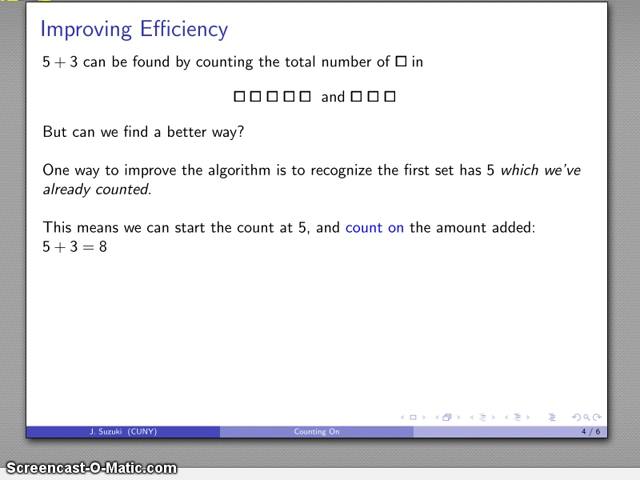 Improving Efficiency
5 + 3 can be found by counting the total number of □ in
□ □ □ □ □ and □ □ □
But can we find a better way?
One way to improve the algorithm is to recognize the first set has 5 which we've
already counted.
This means we can start the count at 5, and count on the amount added:
5 + 3 = 8
J. Suzuki (CUNY) Counting On 4 / 6
Screencast-O-Matic.com